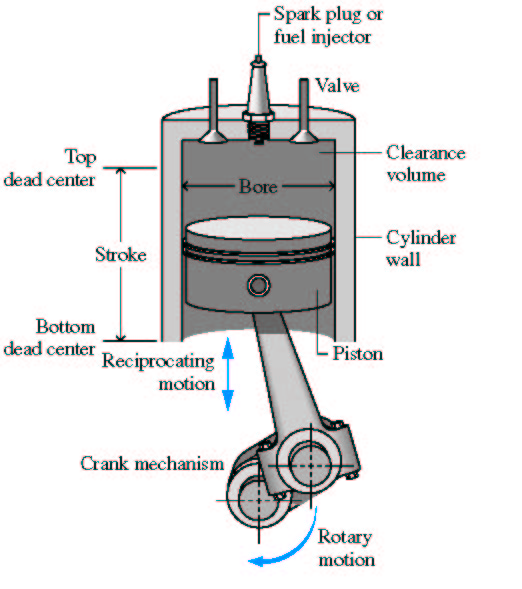 Spark plug or
fuel injector
Valve
Top
dead center
Clearance
volume
Bore
Stroke
Cylinder
wall
Bottom
dead center
Reciprocating
motion
Piston
Crank mechanism
Rotary
motion